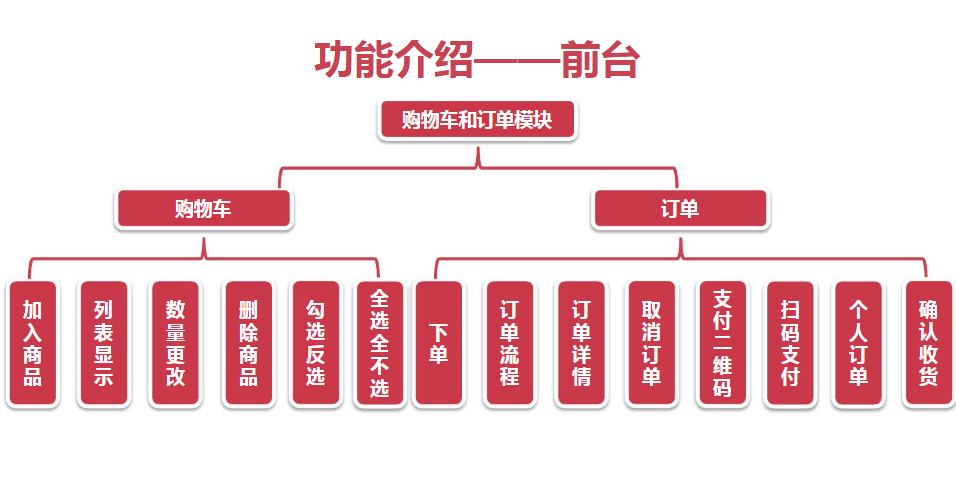 功能介绍——前台
购物车和订单模块
购物车
订单
加入商品
列表显示
数量更改
删除商品
勾选反选
全选全不选
下单
订单流程
订单详情
取消订单
支付二维码
扫码支付
个人订单
确认收货